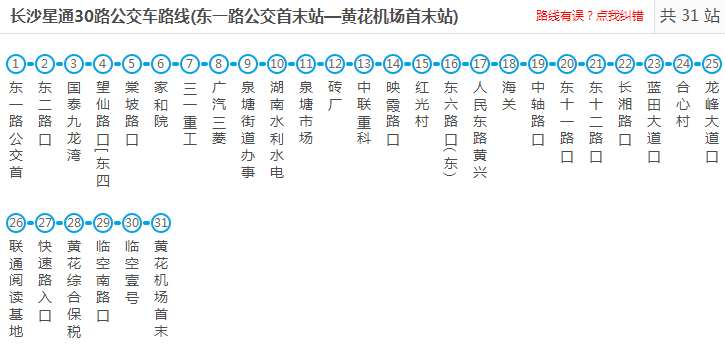 长沙星通30路公交车路线(东一路公交首末站—黄花机场首末站)
路线有误？点我纠错
共 31 站
1 东一路公交首
2 东二路口
3 国泰九龙湾
4 望仙路口[东四
5 棠坡路口
6 家和院
7 三一重工
8 广汽三菱
9 泉塘街道办事
10 湖南水利水电
11 泉塘市场
12 砖厂
13 中联重科
14 映霞路口
15 红光村
16 东六路口(东)
17 人民东路黄兴
18 海关
19 中轴路口
20 东十一路口
21 东十二路口
22 长湘路口
23 蓝田大道口
24 合心村
25 龙峰大道口
26 联通阅读基地
27 快速路入口
28 黄花综合保税
29 临空南路口
30 临空壹号
31 黄花机场首末